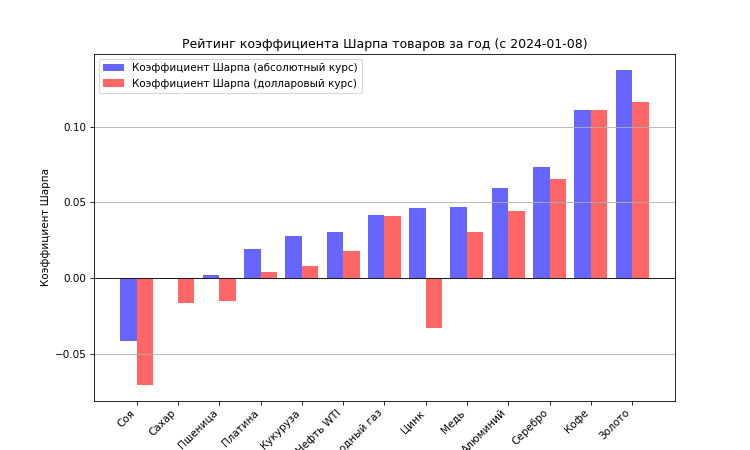 Рейтинг коэффициента Шарпа товаров за год (с 2024-01-08)
Коэффициент Шарпа (абсолютный курс)
Коэффициент Шарпа (долларовый курс)
Коэффициент Шарпа
0.10
0.05
0.00
−0.05
Соя
Сахар
Пшеница
Платина
Кукуруза
Нефть WTI
газ
Цинк
Медь
Алюминий
Серебро
Кофе
Золото